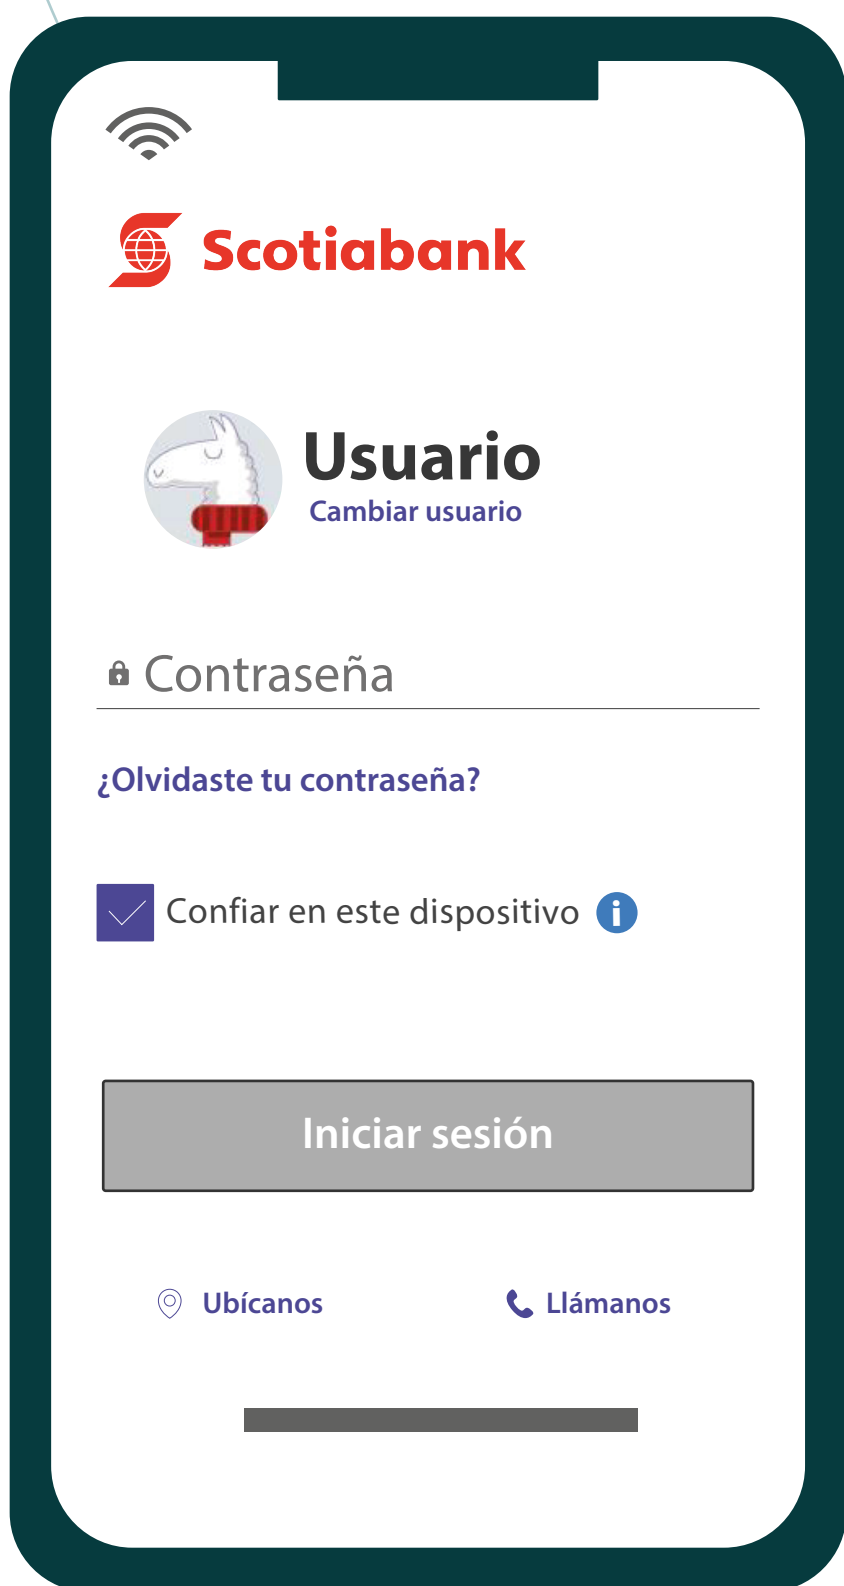 Scotiabank
Usuario
Cambiar usuario
Contraseña
¿Olvidaste tu contraseña?
Confiar en este dispositivo i
Iniciar sesión
Ubícanos
Llámanos